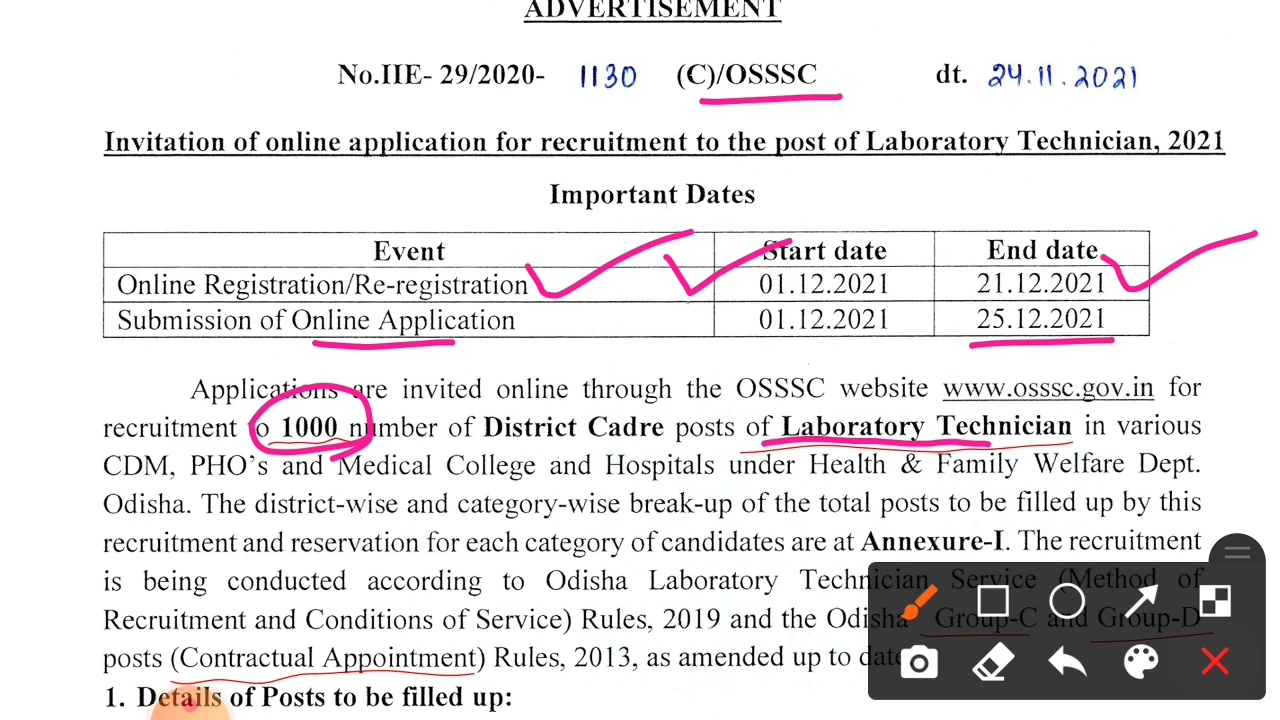 ADVERTISEMENT
No.IIE- 29/2020- 1130 (C)/OSSSC dt. 24.11.2021
Invitation of online application for recruitment to the post of Laboratory Technician, 2021
Important Dates
Event Start date End date
Online Registration/Re-registration 01.12.2021 21.12.2021
Submission of Online Application 01.12.2021 25.12.2021
Applications are invited online through the OSSSC website www.osssc.gov.in for
recruitment to 1000 number of District Cadre posts of Laboratory Technician in various
CDM, PHO's and Medical College and Hospitals under Health & Family Welfare Dept.
Odisha. The district-wise and category-wise break-up of the total posts to be filled up by this
recruitment and reservation for each category of candidates are at Annexure-I. The recruitment
is being conducted according to Odisha Laboratory Technician Service (Method of
Recruitment and Conditions of Service) Rules, 2019 and the Odisha Group-C and Group-D
posts (Contractual Appointment) Rules, 2013, as amended up to date
1. Details of Posts to be filled up: